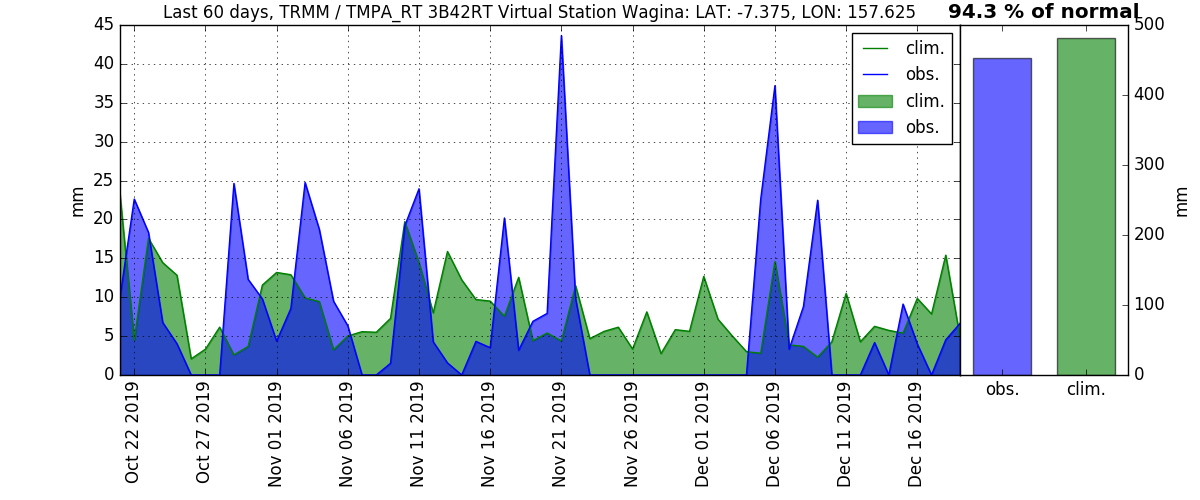 Last 60 days, TRMM / TMPA_RT 3B42RT Virtual Station Wagina: LAT: -7.375, LON: 157.625
94.3 % of normal
45
40
35
30
25
20
15
10
5
0
mm
clim.
obs.
clim.
obs.
500
400
300
200
100
0
mm
obs.
clim.
Oct 22 2019
Oct 27 2019
Nov 01 2019
Nov 06 2019
Nov 11 2019
Nov 16 2019
Nov 21 2019
Nov 26 2019
Dec 01 2019
Dec 06 2019
Dec 11 2019
Dec 16 2019